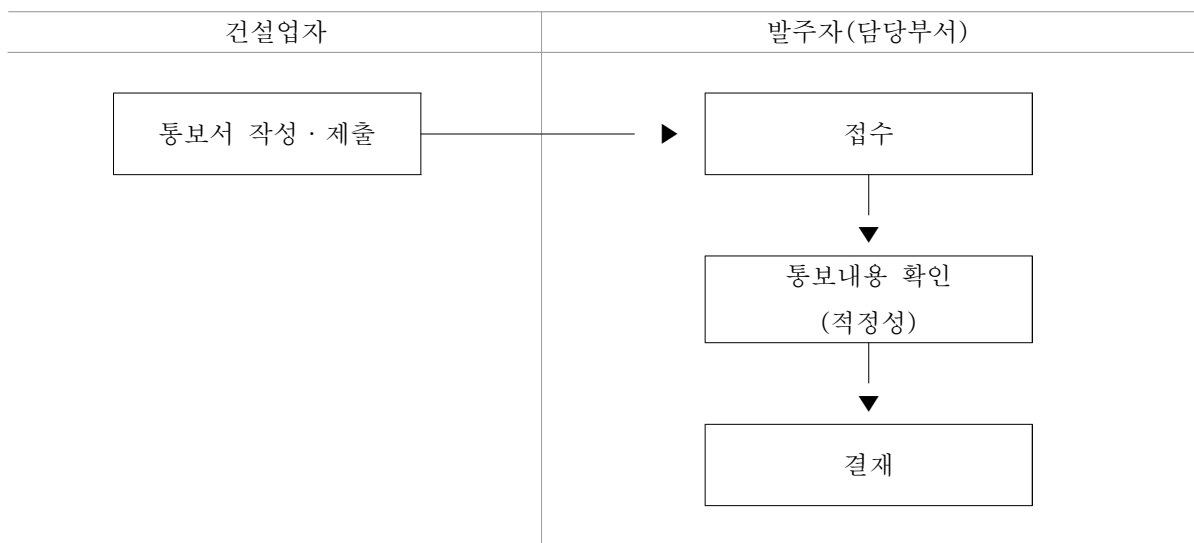 건설업자
발주자(담당부서)
통보서 작성·제출
접수
통보내용 확인
(적정성)
결재